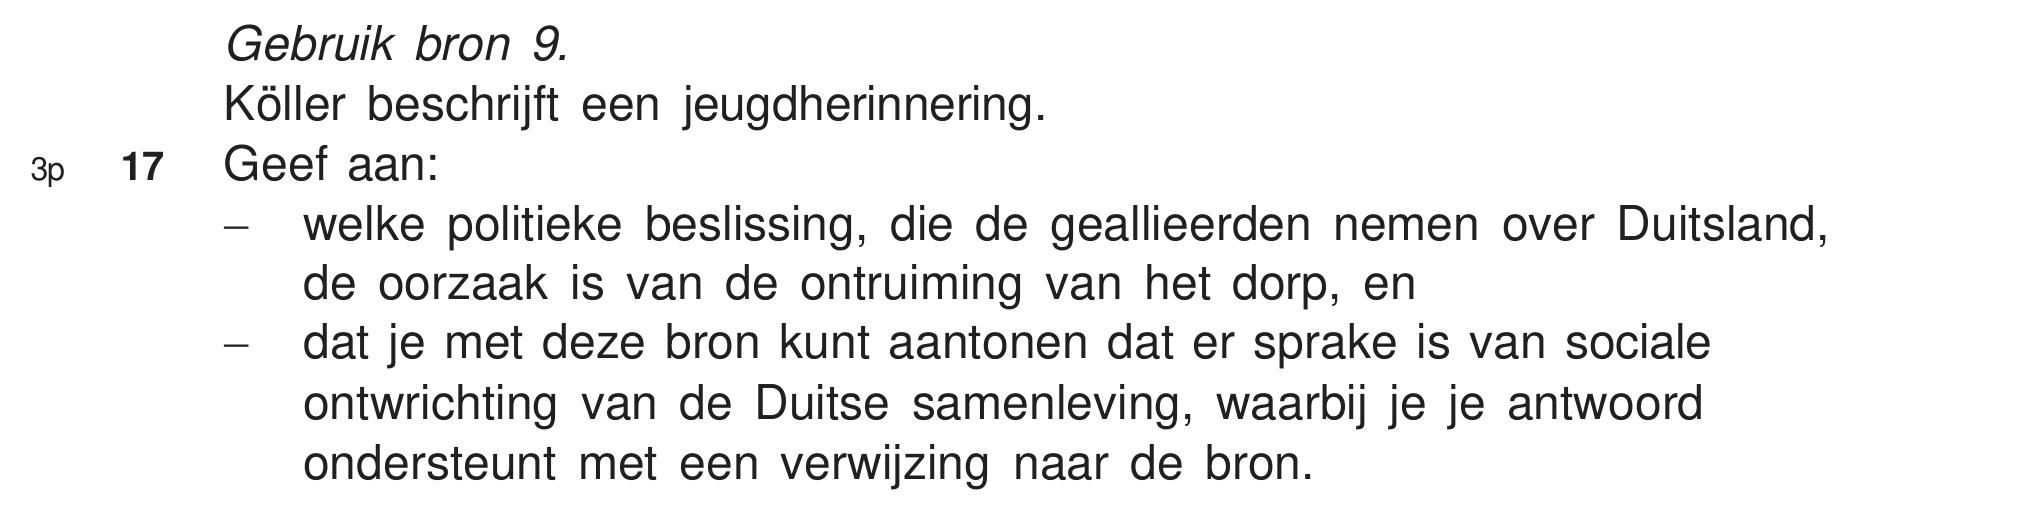 Gebruik bron 9.
Köller beschrijft een jeugdherinnering.
3p 17 Geef aan:
– welke politieke beslissing, die de geallieerden nemen over Duitsland,
de oorzaak is van de ontruiming van het dorp, en
– dat je met deze bron kunt aantonen dat er sprake is van sociale
ontwrichting van de Duitse samenleving, waarbij je je antwoord
ondersteunt met een verwijzing naar de bron.